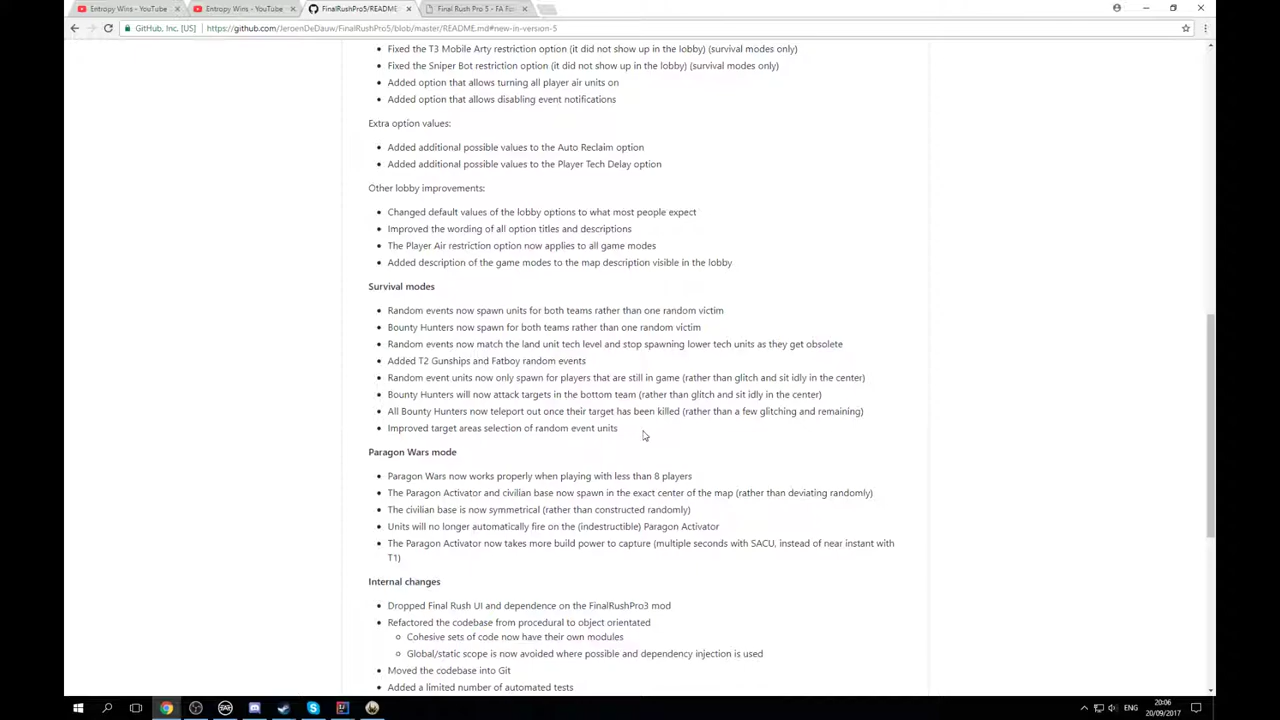 Entropy Wins - YouTube
Entropy Wins - YouTube
FinalRushPro5/README
Final Rush Pro 5 - FA Fo
GitHub, Inc. [US]
https://github.com/JeroenDeDauw/FinalRushPro5/blob/master/README.md#new-in-version-5
Fixed the T3 Mobile Arty restriction option (it did not show up in the lobby) (survival modes only)
Fixed the Sniper Bot restriction option (it did not show up in the lobby) (survival modes only)
Added option that allows turning all player air units on
Added option that allows disabling event notifications
Extra option values:
Added additional possible values to the Auto Reclaim option
Added additional possible values to the Player Tech Delay option
Other lobby improvements:
Changed default values of the lobby options to what most people expect
Improved the wording of all option titles and descriptions
The Player Air restriction option now applies to all game modes
Added description of the game modes to the map description visible in the lobby
Survival modes
Random events now spawn units for both teams rather than one random victim
Bounty Hunters now spawn for both teams rather than one random victim
Random events now match the land unit tech level and stop spawning lower tech units as they get obsolete
Added T2 Gunships and Fatboy random events
Random event units now only spawn for players that are still in game (rather than glitch and sit idly in the center)
Bounty Hunters will now attack targets in the bottom team (rather than glitch and sit idly in the center)
All Bounty Hunters now teleport out once their target has been killed (rather than a few glitching and remaining)
Improved target areas selection of random event units
Paragon Wars mode
Paragon Wars now works properly when playing with less than 8 players
The Paragon Activator and civilian base now spawn in the exact center of the map (rather than deviating randomly)
The civilian base is now symmetrical (rather than constructed randomly)
Units will no longer automatically fire on the (indestructible) Paragon Activator
The Paragon Activator now takes more build power to capture (multiple seconds with SACU, instead of near instant with
T1)
Internal changes
Dropped Final Rush UI and dependence on the FinalRushPro3 mod
Refactored the codebase from procedural to object orientated
Cohesive sets of code now have their own modules
Global/static scope is now avoided where possible and dependency injection is used
Moved the codebase into Git
Added a limited number of automated tests
ENG
20:06
20/09/2017